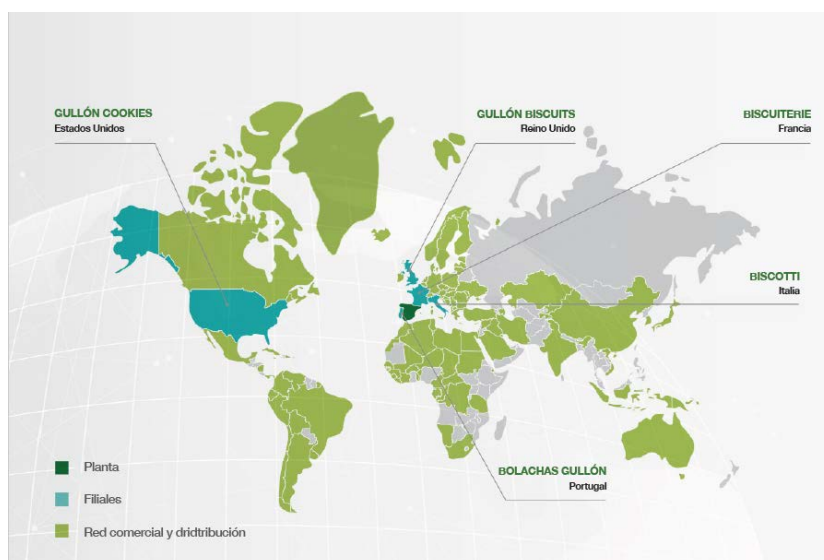 GULLÓN COOKIES
Estados Unidos
GULLÓN BISCUITS
Reino Unido
BISCUITERIE
Francia
BISCOTTI
Italia
BOLACHAS GULLÓN
Portugal
Planta
Filiales
Red comercial y dridtribución